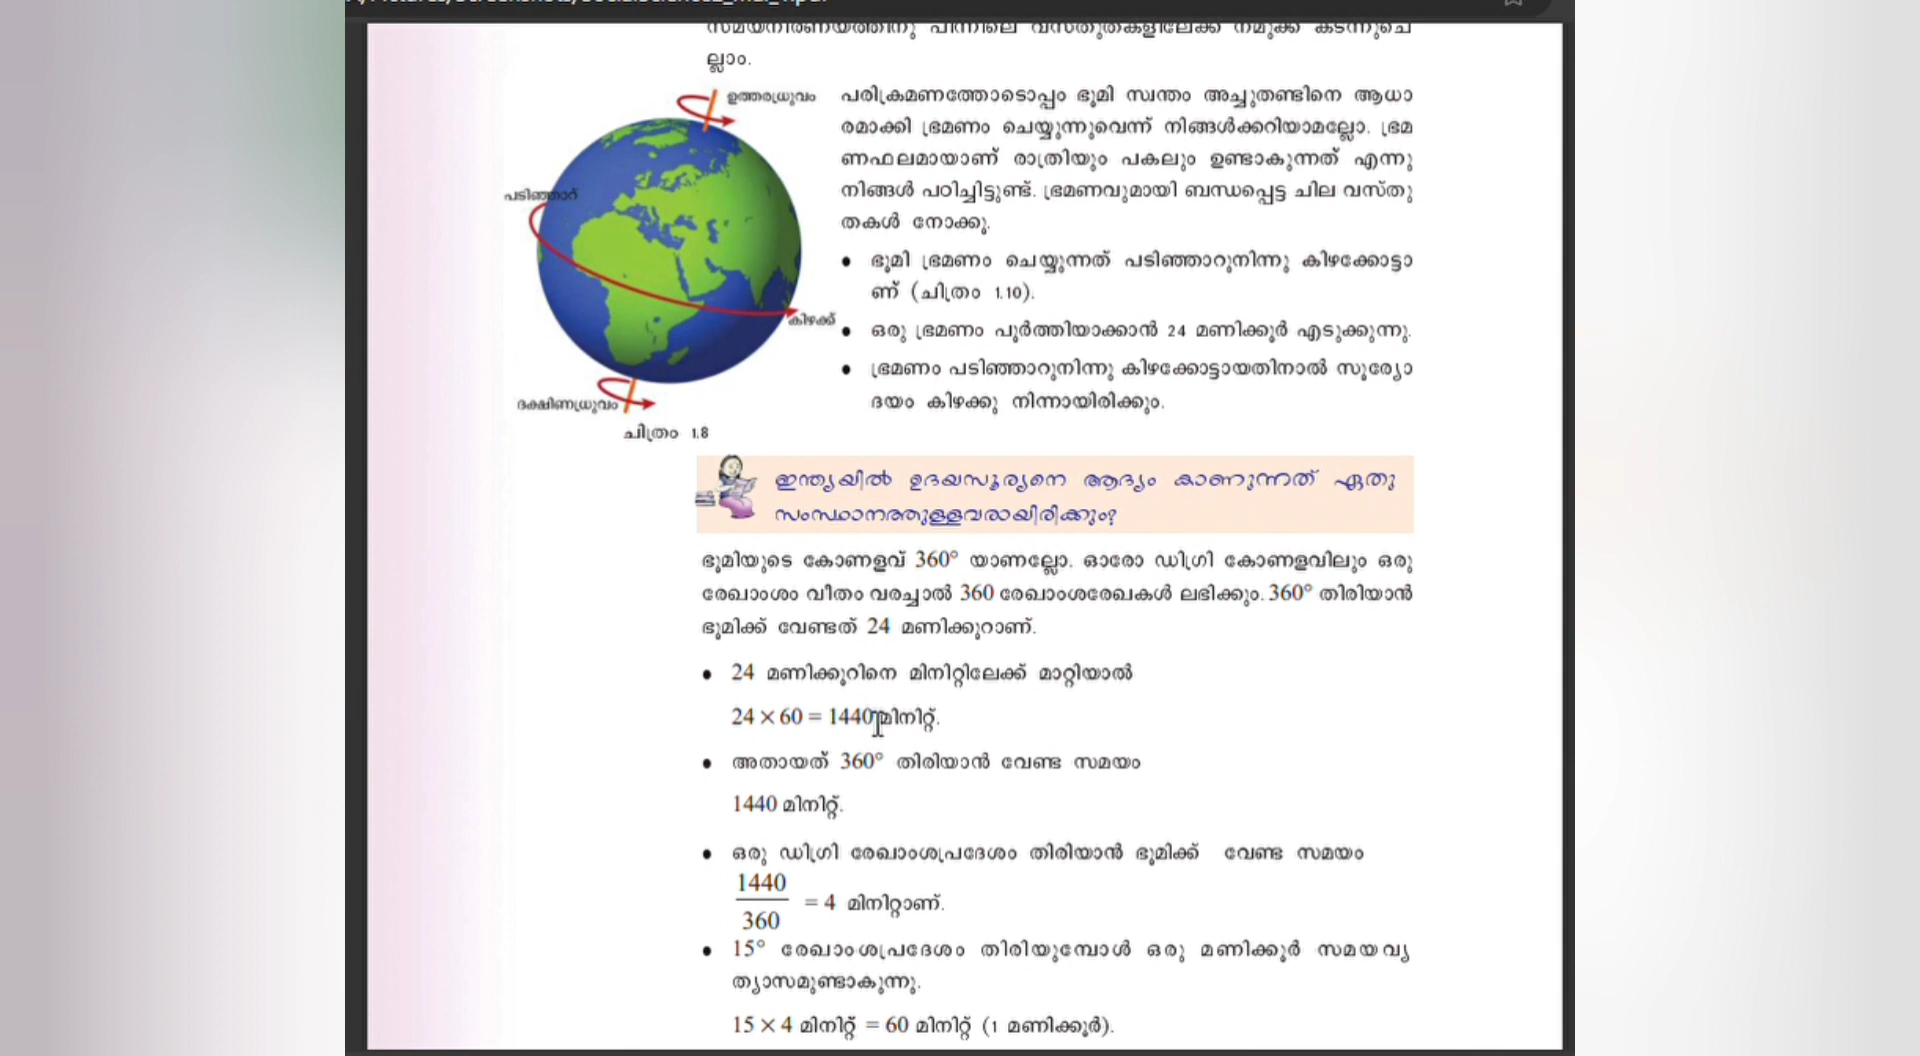 ല്ലാം.
ഉത്തരധ്രുവം
പടിഞ്ഞാറ്
കിഴക്ക്
ദക്ഷിണധ്രുവം
ചിത്രം 1.8
പരിക്രമണത്തോടൊപ്പം ഭൂമി സ്വന്തം അച്ചുതണ്ടിനെ ആധാ
രമാക്കി ഭ്രമണം ചെയ്യുന്നുവെന്ന് നിങ്ങൾക്കറിയാമല്ലോ. ഭ്രമ
ണഫലമായാണ് രാത്രിയും പകലും ഉണ്ടാകുന്നത് എന്നു
നിങ്ങൾ പഠിച്ചിട്ടുണ്ട്. ഭ്രമണവുമായി ബന്ധപ്പെട്ട ചില വസ്തു
തകൾ നോക്കൂ.
• ഭൂമി ഭ്രമണം ചെയ്യുന്നത് പടിഞ്ഞാറുനിന്നു കിഴക്കോട്ടാ
ണ് (ചിത്രം 1.10).
• ഒരു ഭ്രമണം പൂർത്തിയാക്കാൻ 24 മണിക്കൂർ എടുക്കുന്നു.
• ഭ്രമണം പടിഞ്ഞാറുനിന്നു കിഴക്കോട്ടായതിനാൽ സൂര്യോ
ദയം കിഴക്കു നിന്നായിരിക്കും.
ഇന്ത്യയിൽ ഉദയസൂര്യനെ ആദ്യം കാണുന്നത് ഏതു
സംസ്ഥാനത്തുള്ളവരായിരിക്കും?
ഭൂമിയുടെ കോണളവ് 360° യാണല്ലോ. ഓരോ ഡിഗ്രി കോണളവിലും ഒരു
രേഖാംശം വീതം വരച്ചാൽ 360 രേഖാംശരേഖകൾ ലഭിക്കും. 360° തിരിയാൻ
ഭൂമിക്ക് വേണ്ടത് 24 മണിക്കൂറാണ്.
• 24 മണിക്കൂറിനെ മിനിറ്റിലേക്ക് മാറ്റിയാൽ
24 × 60 = 1440 മിനിറ്റ്.
• അതായത് 360° തിരിയാൻ വേണ്ട സമയം
1440 മിനിറ്റ്.
• ഒരു ഡിഗ്രി രേഖാംശപ്രദേശം തിരിയാൻ ഭൂമിക്ക് വേണ്ട സമയം
1440
360
= 4 മിനിറ്റാണ്.
• 15° രേഖാംശപ്രദേശം തിരിയുമ്പോൾ ഒരു മണിക്കൂർ സമയവ്യ
ത്യാസമുണ്ടാകുന്നു.
15 × 4 മിനിറ്റ് = 60 മിനിറ്റ് (1 മണിക്കൂർ).